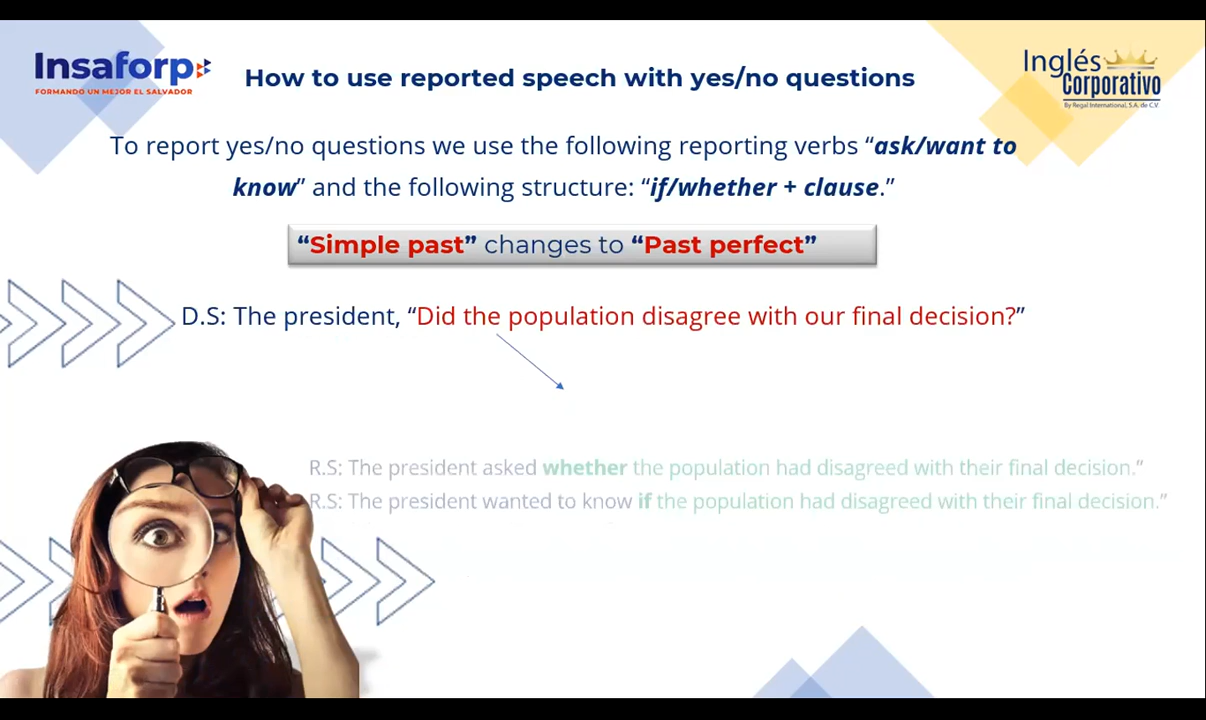 Insaforp
FORMANDO UN MEJOR EL SALVADOR
How to use reported speech with yes/no questions
Inglés
Corporativo
By Regal International, S.A. de C.V.
To report yes/no questions we use the following reporting verbs “ask/want to
know” and the following structure: “if/whether + clause.”
“Simple past” changes to “Past perfect”
D.S: The president, “Did the population disagree with our final decision?”
R.S: The president asked whether the population had disagreed with their final decision.”
R.S: The president wanted to know if the population had disagreed with their final decision.”